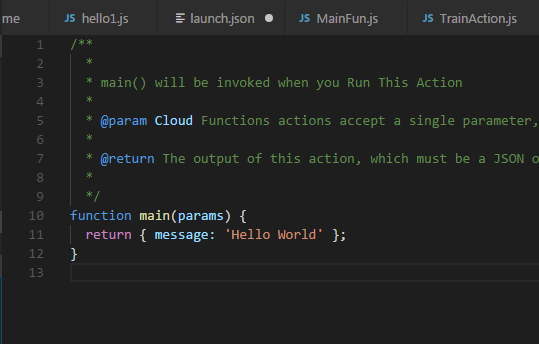 me
hello1.js
launch.json
JS MainFun.js
JS TrainAction.js
1 /**
2 *
3 * main() will be invoked when you Run This Action
4 *
5 * @param Cloud Functions actions accept a single parameter,
6 *
7 * @return The output of this action, which must be a JSON o
8 *
9 */
10 function main(params) {
11 return { message: 'Hello World' };
12 }
13